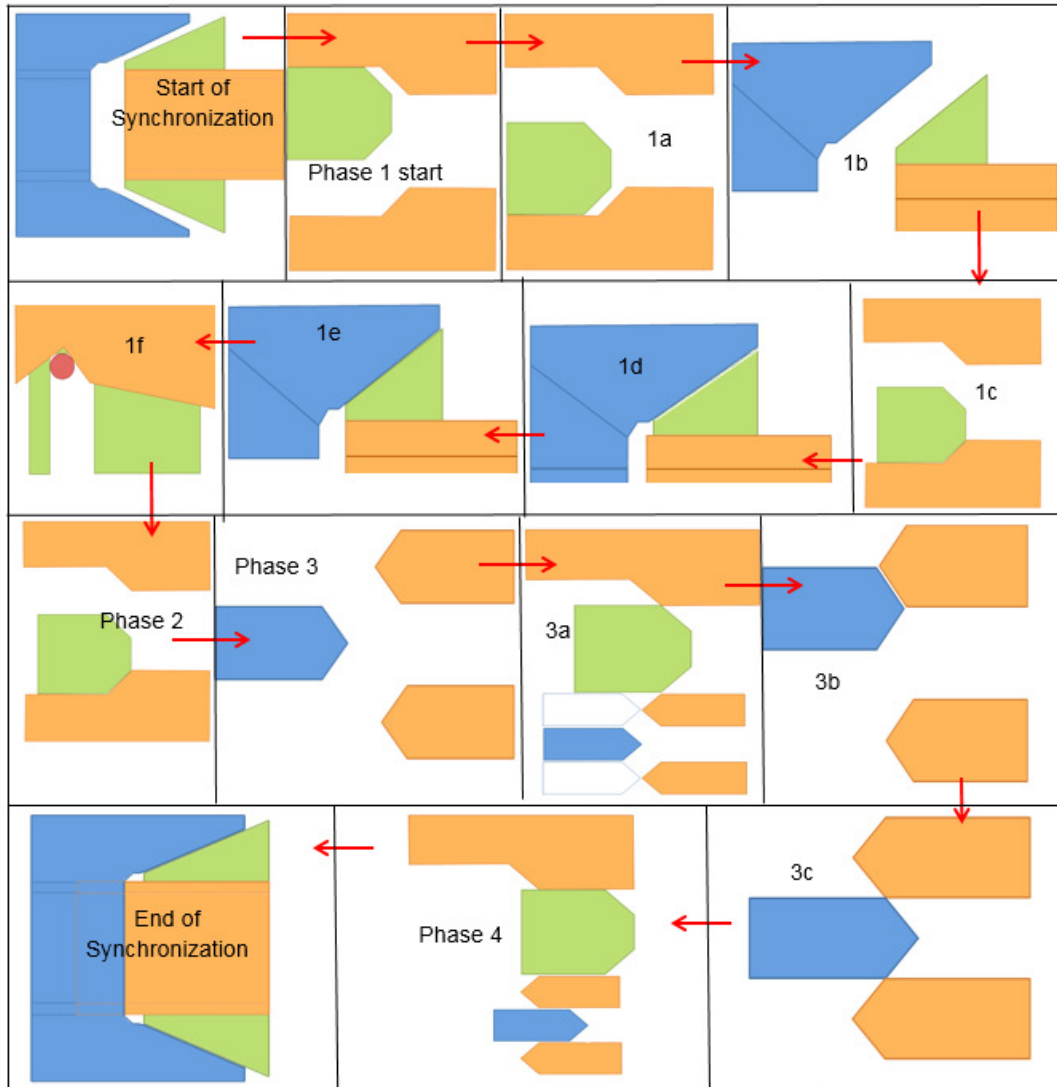 Start of
Synchronization
Phase 1 start
1a
1b
1c
1d
1e
1f
Phase 2
Phase 3
3a
3b
3c
Phase 4
End of
Synchronization